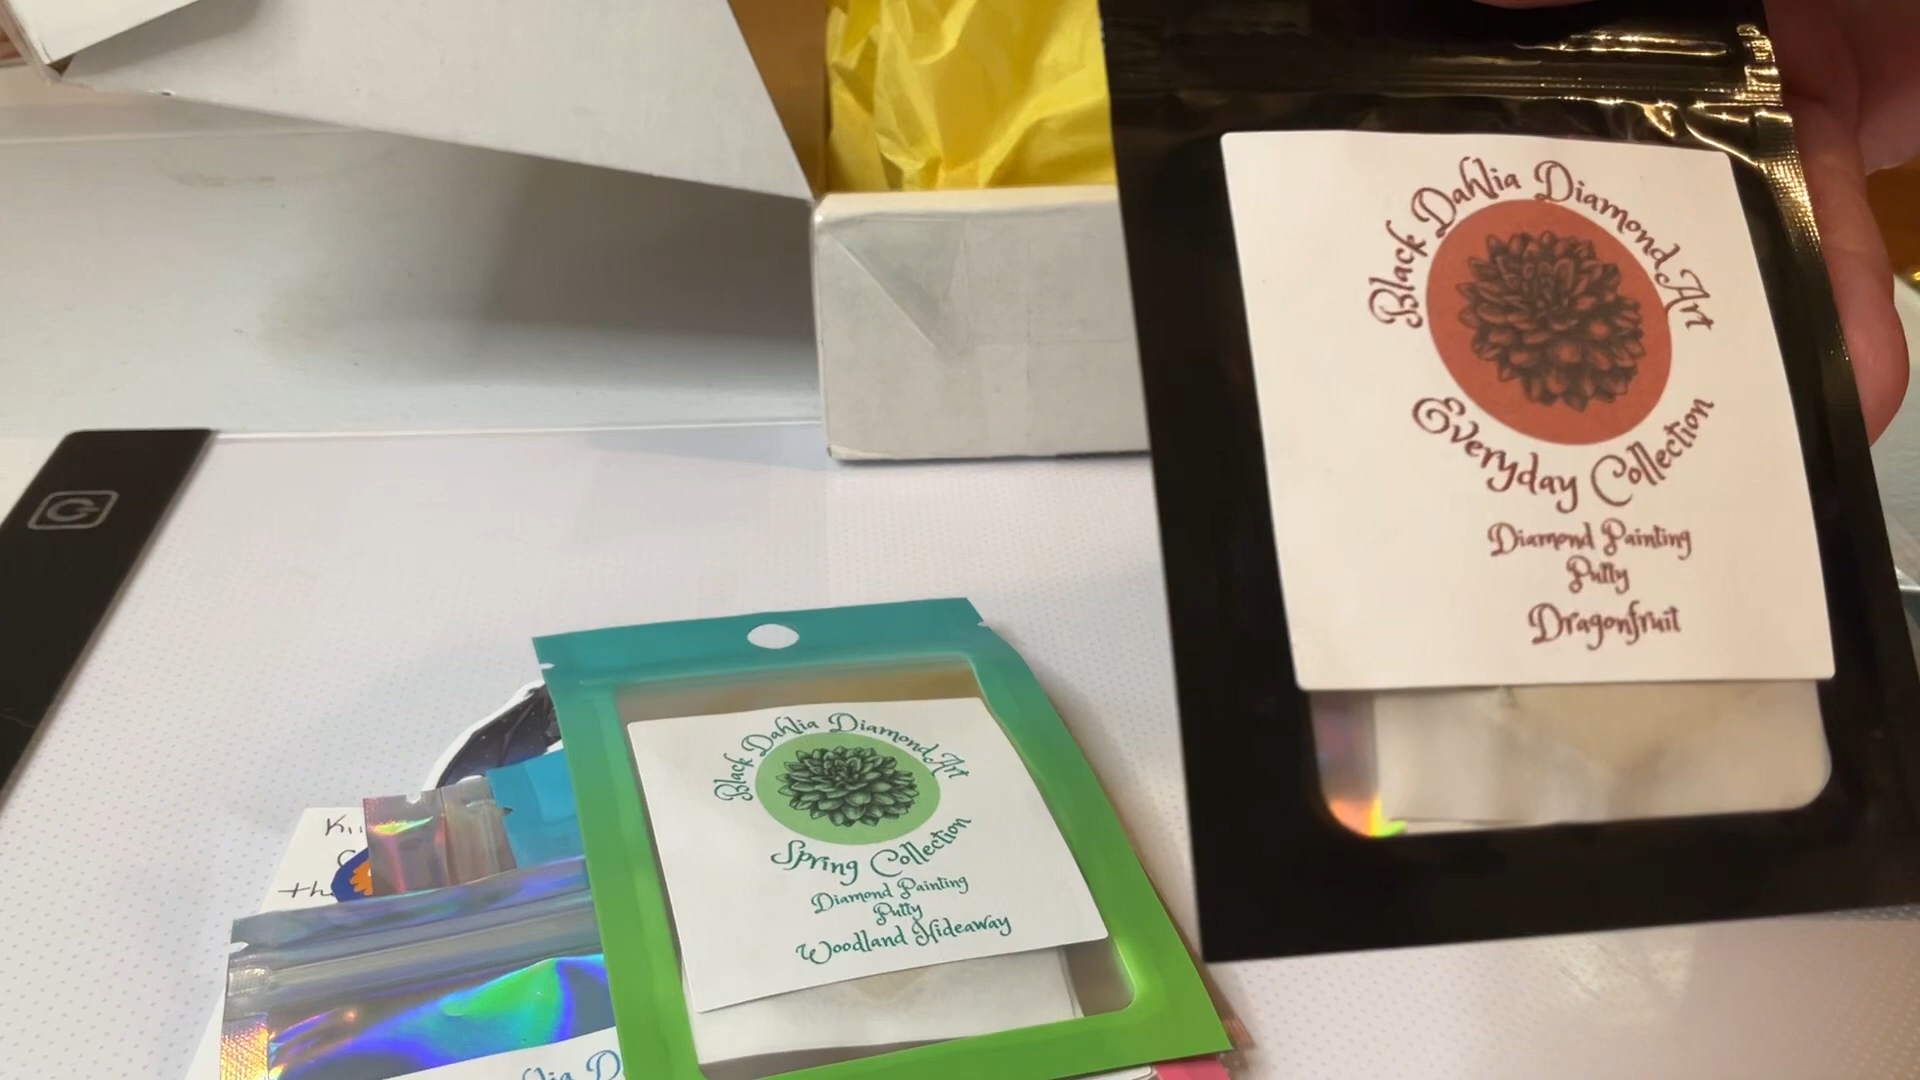 Black Dahlia Diamond Art
Everyday Collection
Diamond Painting
Putty
Dragonfruit
Black Dahlia Diamond Art
Spring Collection
Diamond Painting
Putty
Woodland Hideaway